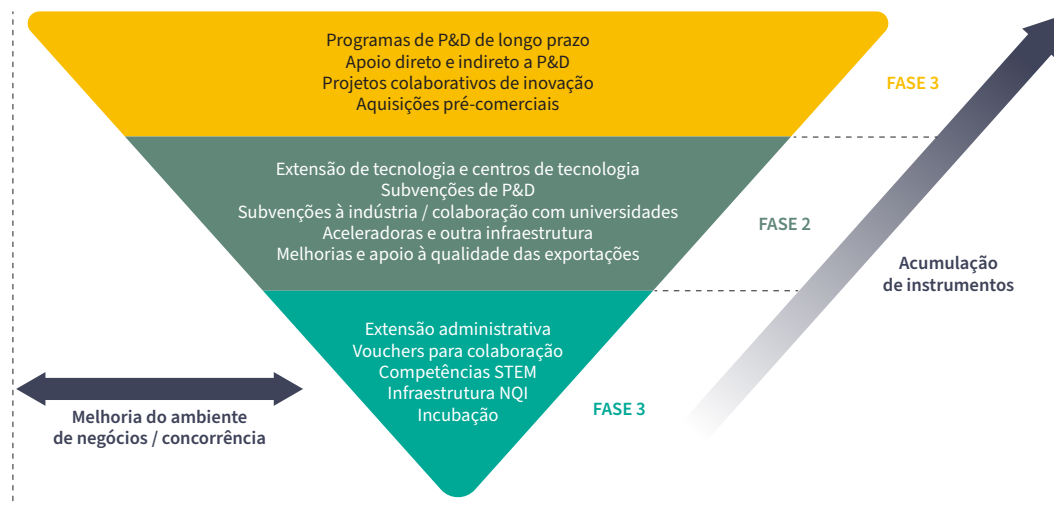 Programas de P&D de longo prazo
Apoio direto e indireto a P&D
Projetos colaborativos de inovação
Aquisições pré-comerciais
FASE 3
Extensão de tecnologia e centros de tecnologia
Subvenções de P&D
Subvenções à indústria / colaboração com universidades
Aceleradoras e outra infraestrutura
Melhorias e apoio à qualidade das exportações
FASE 2
Acumulação
de instrumentos
Extensão administrativa
Vouchers para colaboração
Competências STEM
Infraestrutura NQI
Incubação
FASE 3
Melhoria do ambiente
de negócios / concorrência